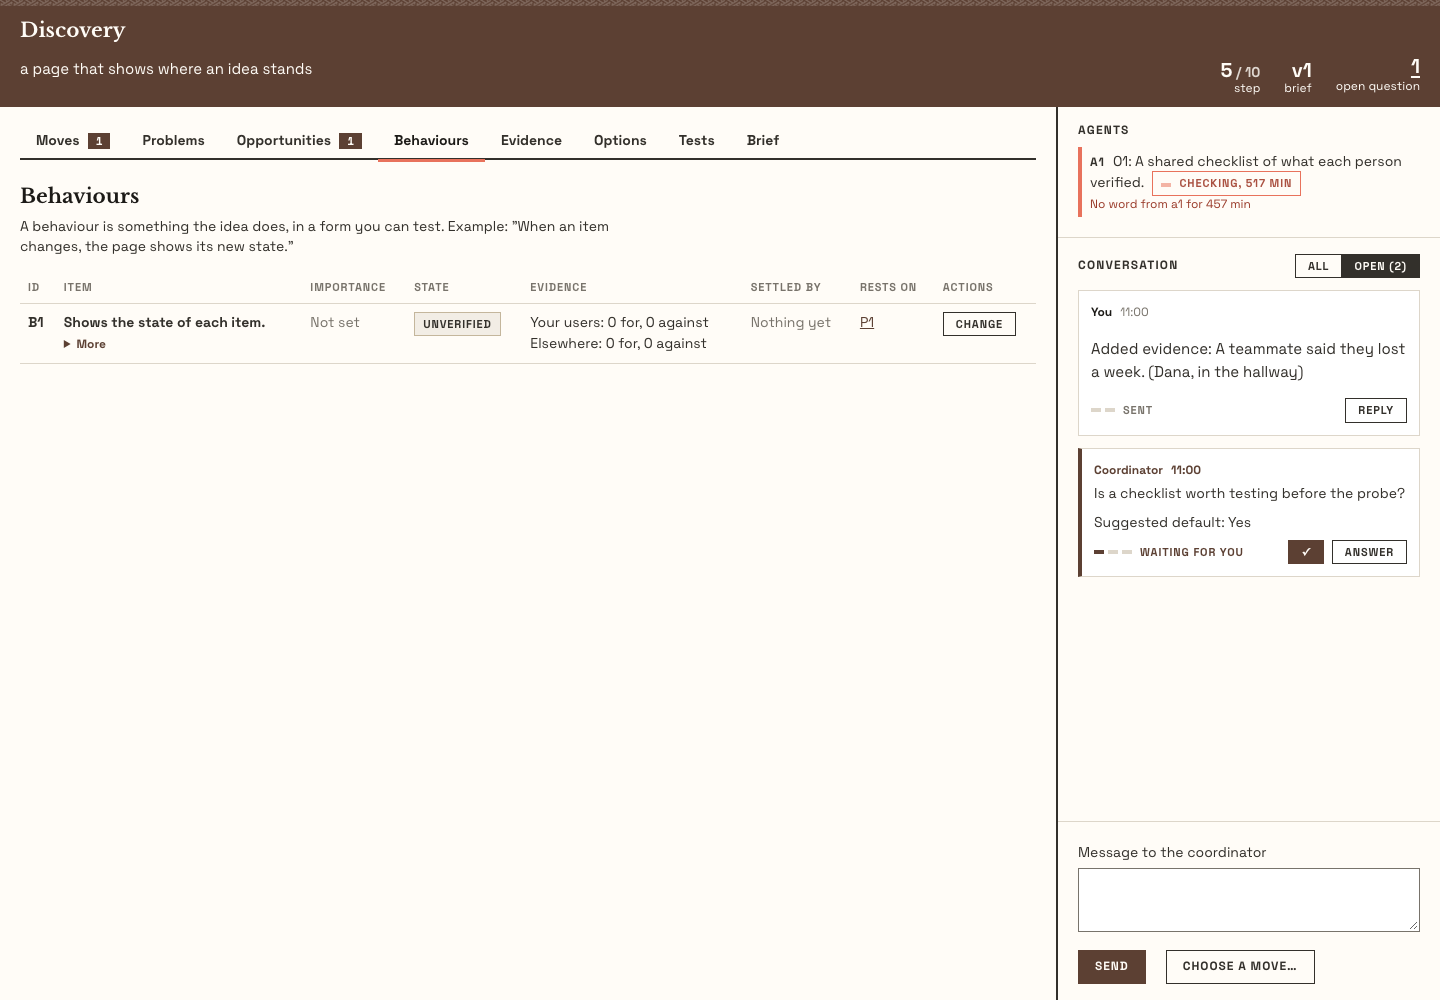 Discovery
a page that shows where an idea stands
5 / 10
step
v1
brief
1
open question
Moves 1
Problems
Opportunities 1
Behaviours
Evidence
Options
Tests
Brief
Behaviours
A behaviour is something the idea does, in a form you can test. Example: "When an item
changes, the page shows its new state."
ID ITEM IMPORTANCE STATE EVIDENCE SETTLED BY RESTS ON ACTIONS
B1 Shows the state of each item. Not set UNVERIFIED Your users: 0 for, 0 against Nothing yet P1 CHANGE
More Elsewhere: 0 for, 0 against
AGENTS
A1 O1: A shared checklist of what each person
verified. CHECKING, 517 MIN
No word from a1 for 457 min
CONVERSATION ALL OPEN (2)
You 11:00
Added evidence: A teammate said they lost
a week. (Dana, in the hallway)
SENT REPLY
Coordinator 11:00
Is a checklist worth testing before the probe?
Suggested default: Yes
WAITING FOR YOU ✓ ANSWER
Message to the coordinator
SEND CHOOSE A MOVE…